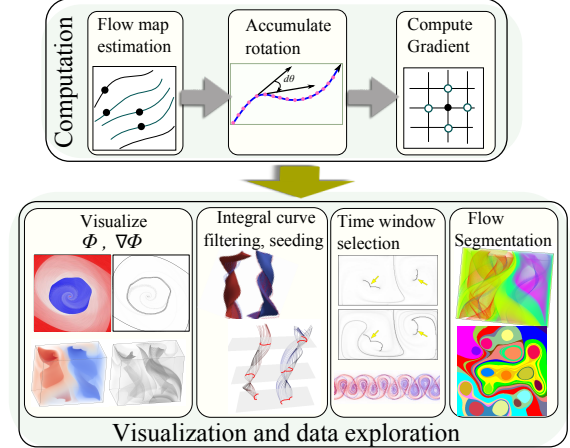 Computation
Flow map
estimation
Accumulate
rotation
dθ
Compute
Gradient
Visualize
Φ , ∇Φ
Integral curve
filtering, seeding
Time window
selection
Flow
Segmentation
Visualization and data exploration